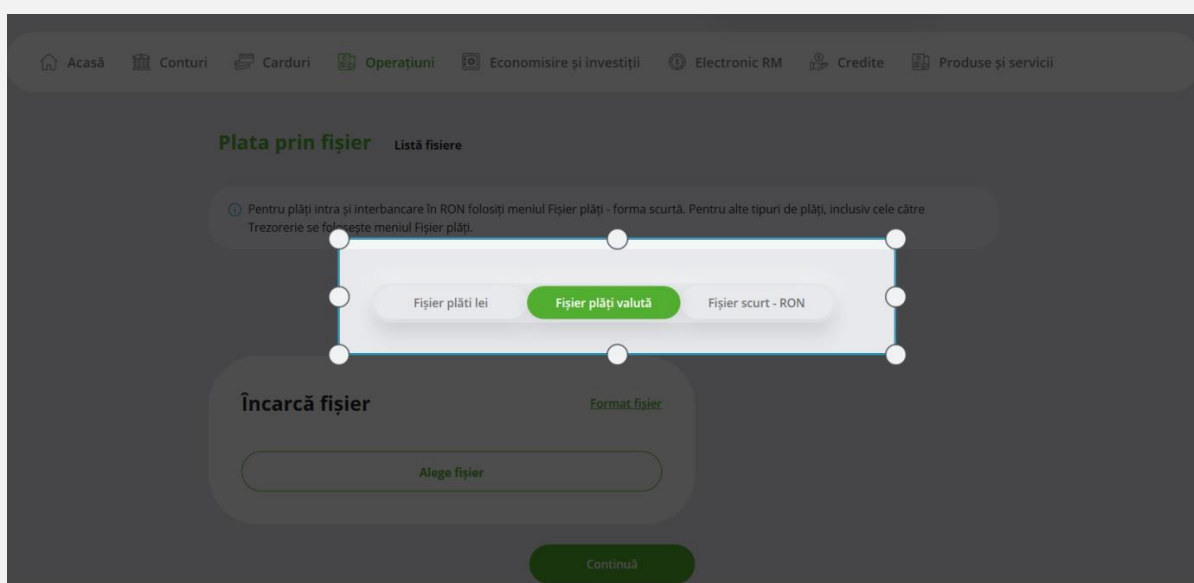 Acasă Conturi Carduri Operațiuni Economisire și investiții Electronic RM Credite Produse și servicii
Plata prin fișier Listă fisiere
Pentru plăți intra și interbancare în RON folosiți meniul Fișier plăți - forma scurtă. Pentru alte tipuri de plăți, inclusiv cele către
Trezorerie se folosește meniul Fișier plăți.
Fișier plăti lei Fișier plăți valută Fișier scurt - RON
Încarcă fișier Format fișier
Alege fișier
Continuă